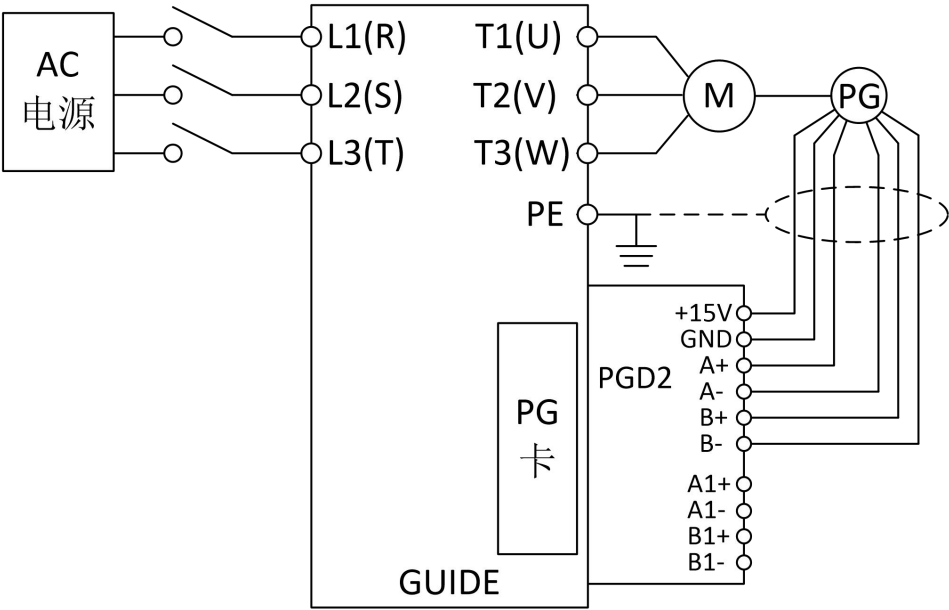 AC
电源
L1(R)
L2(S)
L3(T)
T1(U)
T2(V)
T3(W)
PE
M
PG
PG
卡
PGD2
+15V
GND
A+
A-
B+
B-
A1+
A1-
B1+
B1-
GUIDE